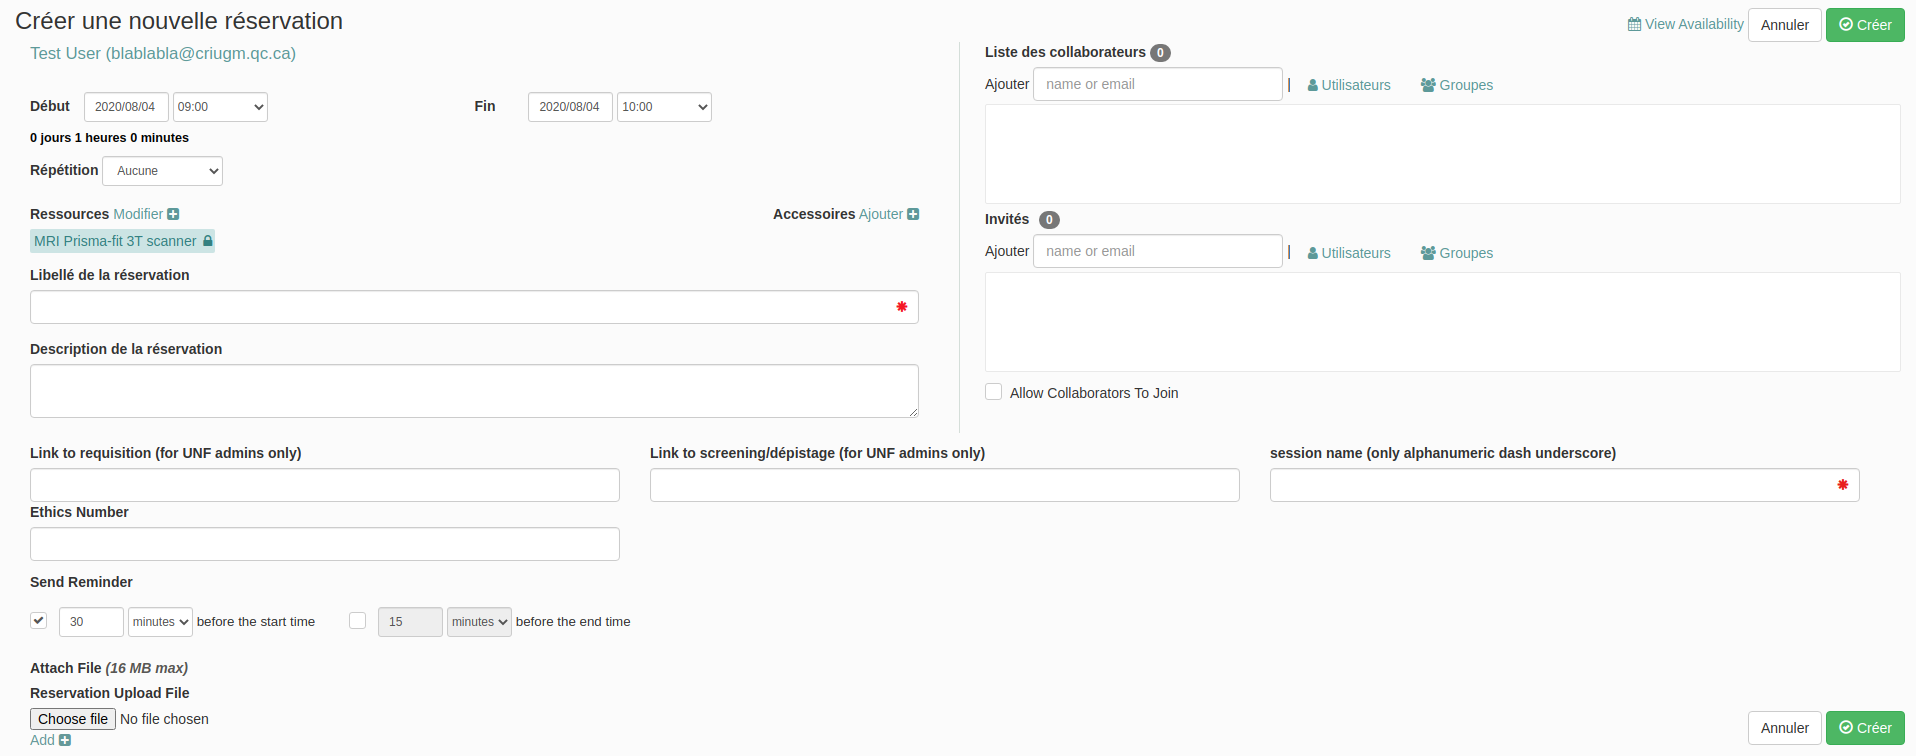 Créer une nouvelle réservation
View Availability Annuler Créer
Test User (blablabla@criugm.qc.ca)
Début 2020/08/04 09:00 Fin 2020/08/04 10:00
0 jours 1 heures 0 minutes
Répétition Aucune
Ressources Modifier
Accessoires Ajouter
MRI Prisma-fit 3T scanner
Libellé de la réservation
Description de la réservation
Liste des collaborateurs 0
Ajouter name or email | Utilisateurs Groupes
Invités 0
Ajouter name or email | Utilisateurs Groupes
Allow Collaborators To Join
Link to requisition (for UNF admins only)
Link to screening/dépistage (for UNF admins only)
session name (only alphanumeric dash underscore)
Ethics Number
Send Reminder
30 minutes before the start time 15 minutes before the end time
Attach File (16 MB max)
Reservation Upload File
Choose file No file chosen
Add
Annuler Créer